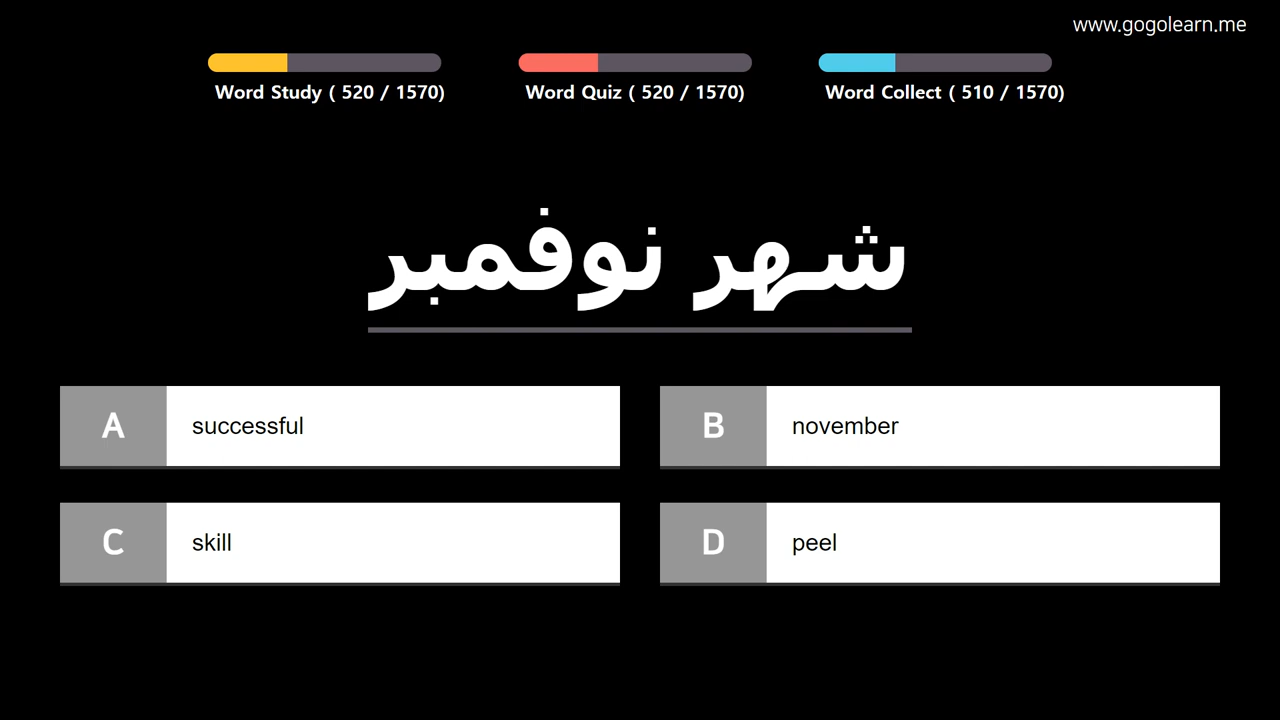 www.gogolearn.me
Word Study ( 520 / 1570)
Word Quiz ( 520 / 1570)
Word Collect ( 510 / 1570)
شهر نوفمبر
A successful
B november
C skill
D peel